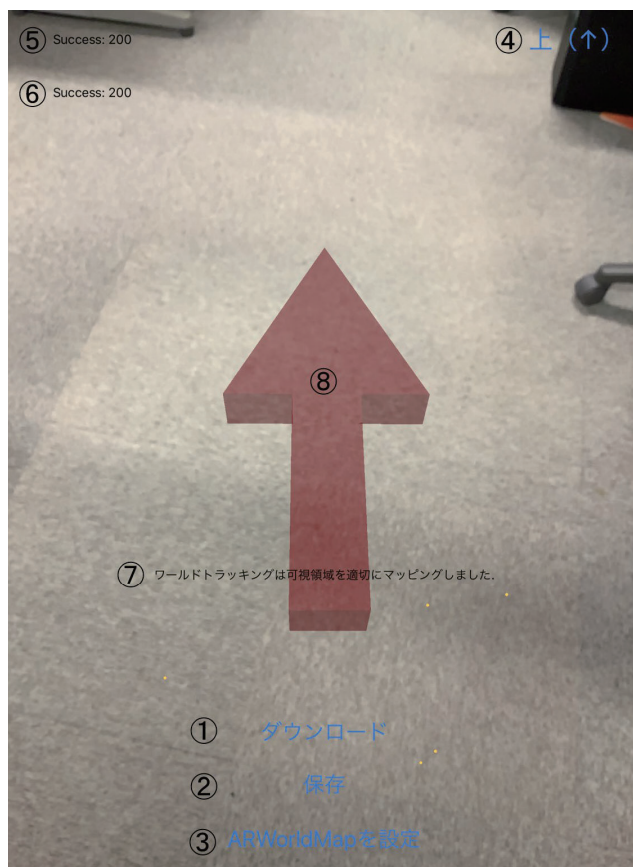 ⑤ Success: 200
④ 上（↑）
⑥ Success: 200
⑧
⑦ ワールドトラッキングは可視領域を適切にマッピングしました.
① ダウンロード
② 保存
③ ARWorldMapを設定